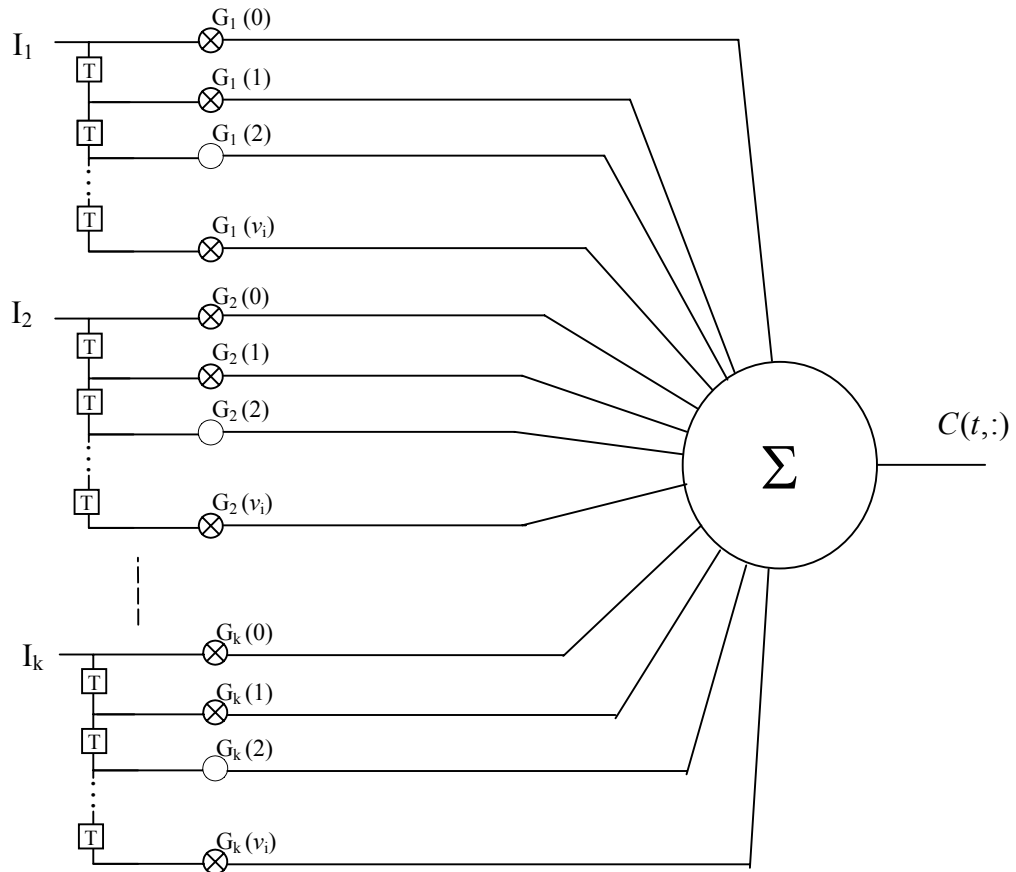 G₁ (0)
I₁
T
G₁ (1)
T
G₁ (2)
T
G₁ (vᵢ)
I₂
G₂ (0)
T
G₂ (1)
T
G₂ (2)
C(t,:)
Σ
T
G₂ (vᵢ)
Iₖ
Gₖ (0)
T
Gₖ (1)
T
Gₖ (2)
T
Gₖ (vᵢ)